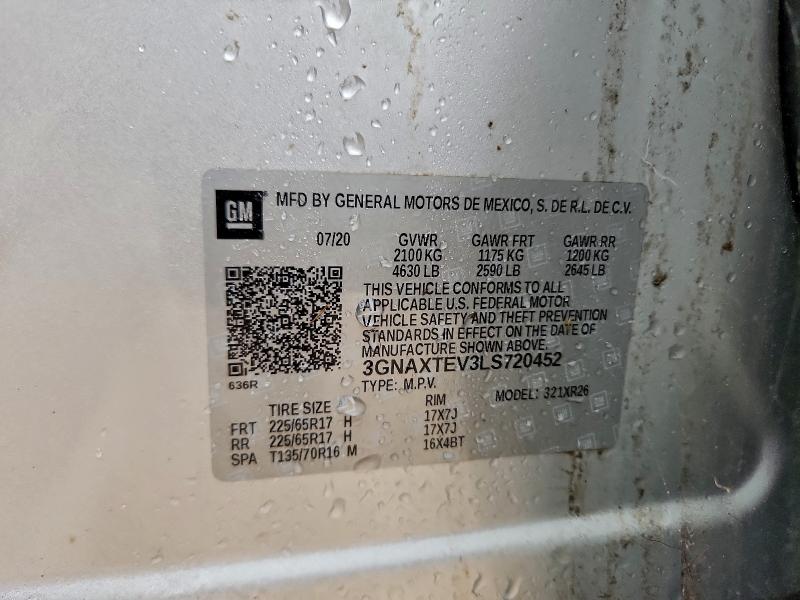 GM MFD BY GENERAL MOTORS DE MEXICO, S. DE R.L. DE C.V.
07/20 GVWR GAWR FRT GAWR RR
2100 KG 1175 KG 1200 KG
4630 LB 2590 LB 2645 LB
THIS VEHICLE CONFORMS TO ALL
APPLICABLE U.S. FEDERAL MOTOR
VEHICLE SAFETY AND THEFT PREVENTION
STANDARDS IN EFFECT ON THE DATE OF
MANUFACTURE SHOWN ABOVE.
3GNAXTEV3LS720452
636R TYPE: M.P.V. MODEL: 321XR26
TIRE SIZE RIM
FRT 225/65R17 H 17X7J
RR 225/65R17 H 17X7J
SPA T135/70R16 M 16X4BT